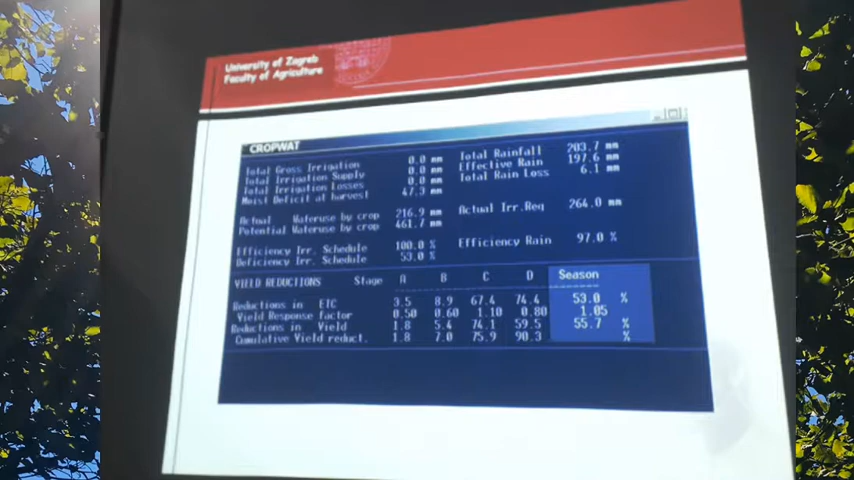 University of Zagreb
Faculty of Agriculture
CROPWAT
Total Gross Irrigation 0.0 mm Total Rainfall 203.7 mm
Total Irrigation Supply 0.0 mm Effective Rain 197.6 mm
Total Irrigation Losses 0.0 mm Total Rain Loss 6.1 mm
Moist Deficit at harvest 47.3 mm
Actual Wateruse by crop 216.9 mm Actual Irr.Req 264.0 mm
Potential Wateruse by crop 461.7 mm
Efficiency Irr. Schedule 100.0 % Efficiency Rain 97.0 %
Deficiency Irr. Schedule 53.0 %
YIELD REDUCTIONS Stage A B C D Season
Reductions in ETC 3.5 8.9 67.4 74.4 53.0 %
Yield Response factor 0.50 0.60 1.10 0.80 1.05
Reductions in Yield 1.8 5.4 74.1 59.5 55.7 %
Cumulative Yield reduct. 1.8 7.0 75.9 90.3 %